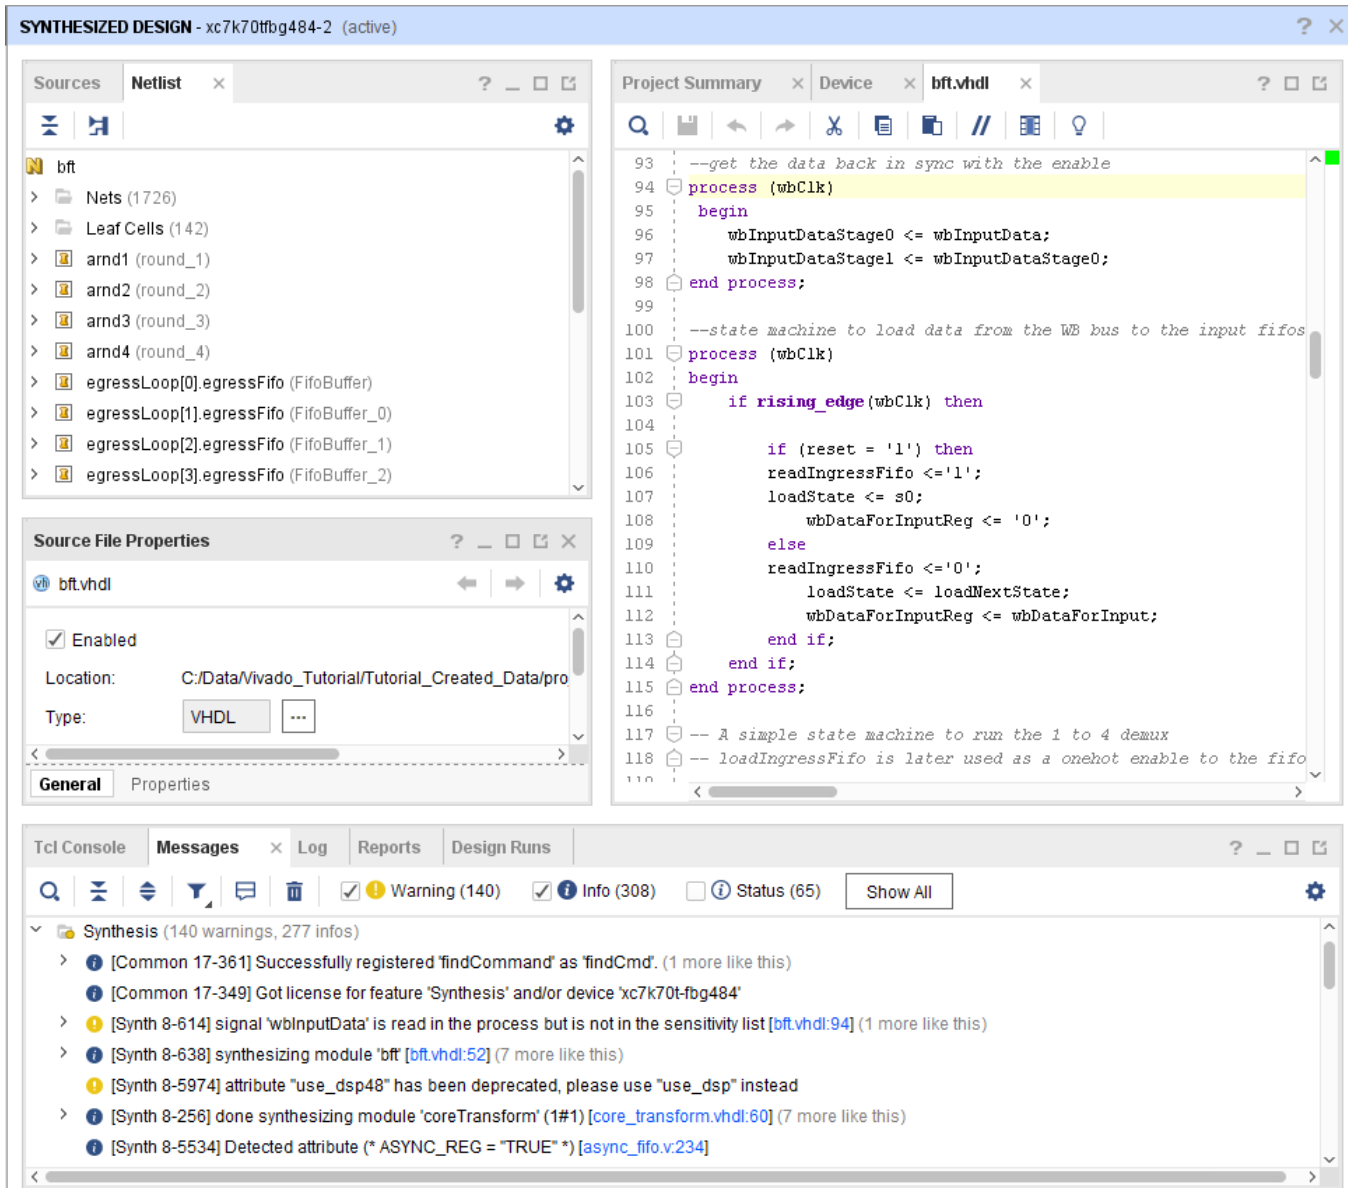 SYNTHESIZED DESIGN - xc7k70tfbg484-2 (active)
Sources Netlist
bft
Nets (1726)
Leaf Cells (142)
arnd1 (round_1)
arnd2 (round_2)
arnd3 (round_3)
arnd4 (round_4)
egressLoop[0].egressFifo (FifoBuffer)
egressLoop[1].egressFifo (FifoBuffer_0)
egressLoop[2].egressFifo (FifoBuffer_1)
egressLoop[3].egressFifo (FifoBuffer_2)
Source File Properties
bft.vhdl
Enabled
Location: C:/Data/Vivado_Tutorial/Tutorial_Created_Data/pro
Type: VHDL ...
General Properties
Project Summary Device bft.vhdl
93 --get the data back in sync with the enable
94 process (wbClk)
95 begin
96 wbInputDataStage0 <= wbInputData;
97 wbInputDataStage1 <= wbInputDataStage0;
98 end process;
99
100 --state machine to load data from the WB bus to the input fifos
101 process (wbClk)
102 begin
103 if rising_edge(wbClk) then
104
105 if (reset = '1') then
106 readIngressFifo <='1';
107 loadState <= s0;
108 wbDataForInputReg <= '0';
109 else
110 readIngressFifo <='0';
111 loadState <= loadNextState;
112 wbDataForInputReg <= wbDataForInput;
113 end if;
114 end if;
115 end process;
116
117 -- A simple state machine to run the 1 to 4 demux
118 -- loadIngressFifo is later used as a onehot enable to the fifo
119
Tcl Console Messages Log Reports Design Runs
Warning (140) Info (308) Status (65) Show All
Synthesis (140 warnings, 277 infos)
[Common 17-361] Successfully registered 'findCommand' as 'findCmd'. (1 more like this)
[Common 17-349] Got license for feature 'Synthesis' and/or device 'xc7k70t-fbg484'
[Synth 8-614] signal 'wbInputData' is read in the process but is not in the sensitivity list [bft.vhdl:94] (1 more like this)
[Synth 8-638] synthesizing module 'bft' [bft.vhdl:52] (7 more like this)
[Synth 8-5974] attribute "use_dsp48" has been deprecated, please use "use_dsp" instead
[Synth 8-256] done synthesizing module 'coreTransform' (1#1) [core_transform.vhdl:60] (7 more like this)
[Synth 8-5534] Detected attribute (* ASYNC_REG = "TRUE" *) [async_fifo.v:234]